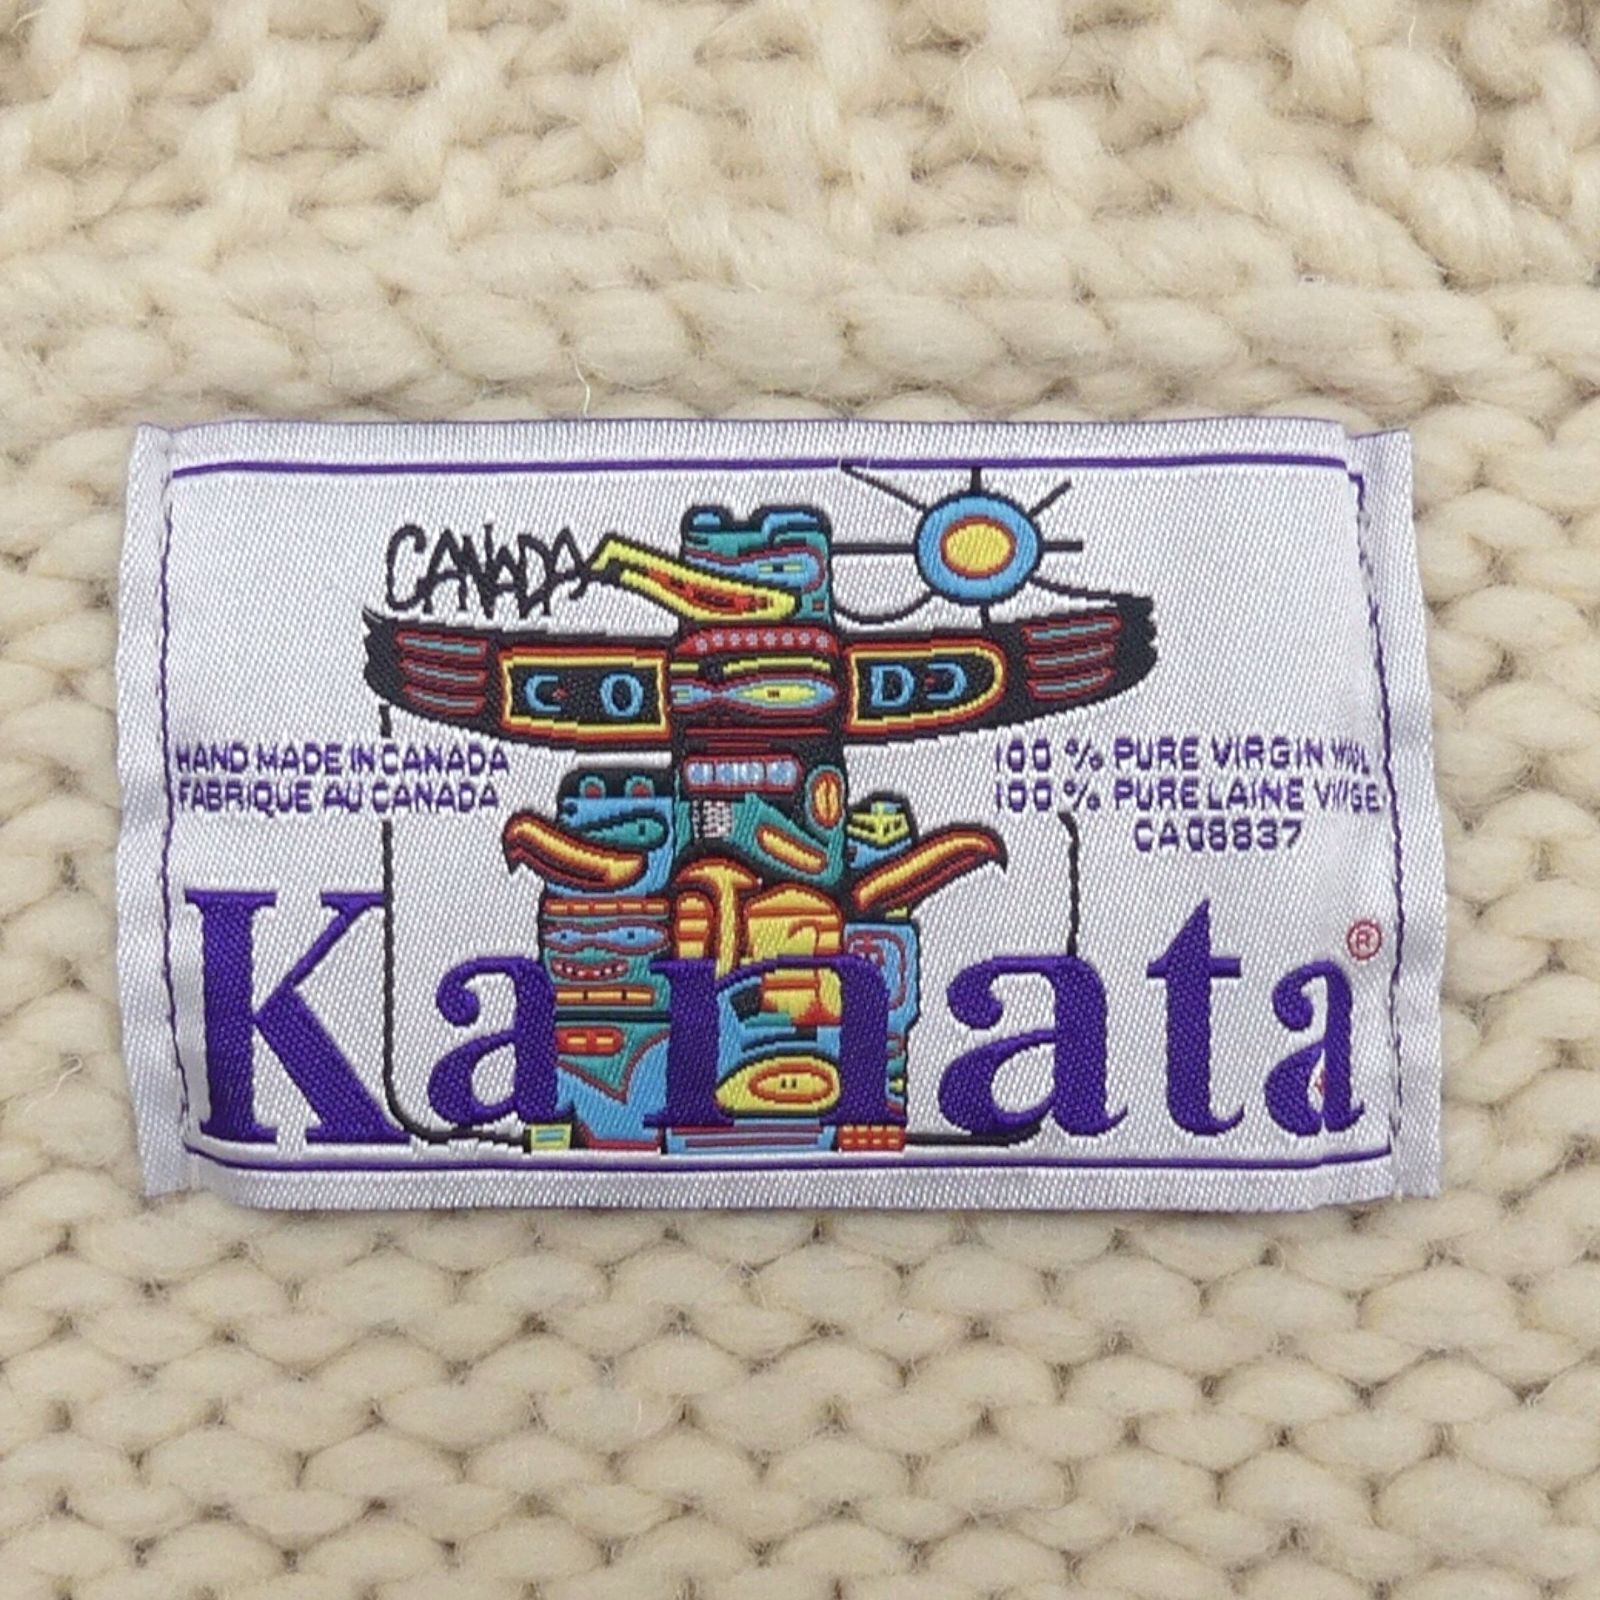 CANADA
HAND MADE IN CANADA
FABRIQUE AU CANADA
100 % PURE VIRGIN WOOL
100 % PURE LAINE VIERGE
CA08837
Kanata ®